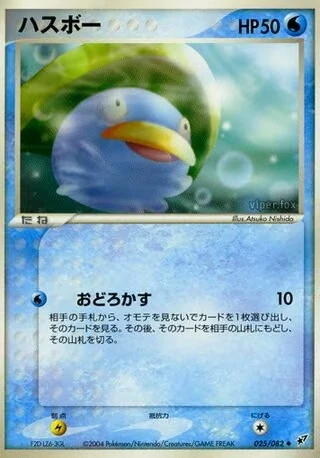 ハスボー
HP50
viper.fox
たね
Illus.Atsuko Nishida
おどろかす 10
相手の手札から、オモテを見ないでカードを1枚選び出し、
そのカードを見る。その後、そのカードを相手の山札にもどし、
その山札を切る。
弱点 抵抗力 にげる
F2D-LZ6-3GL ©2004 Pokémon/Nintendo/Creatures/GAME FREAK. 025/082 ◆